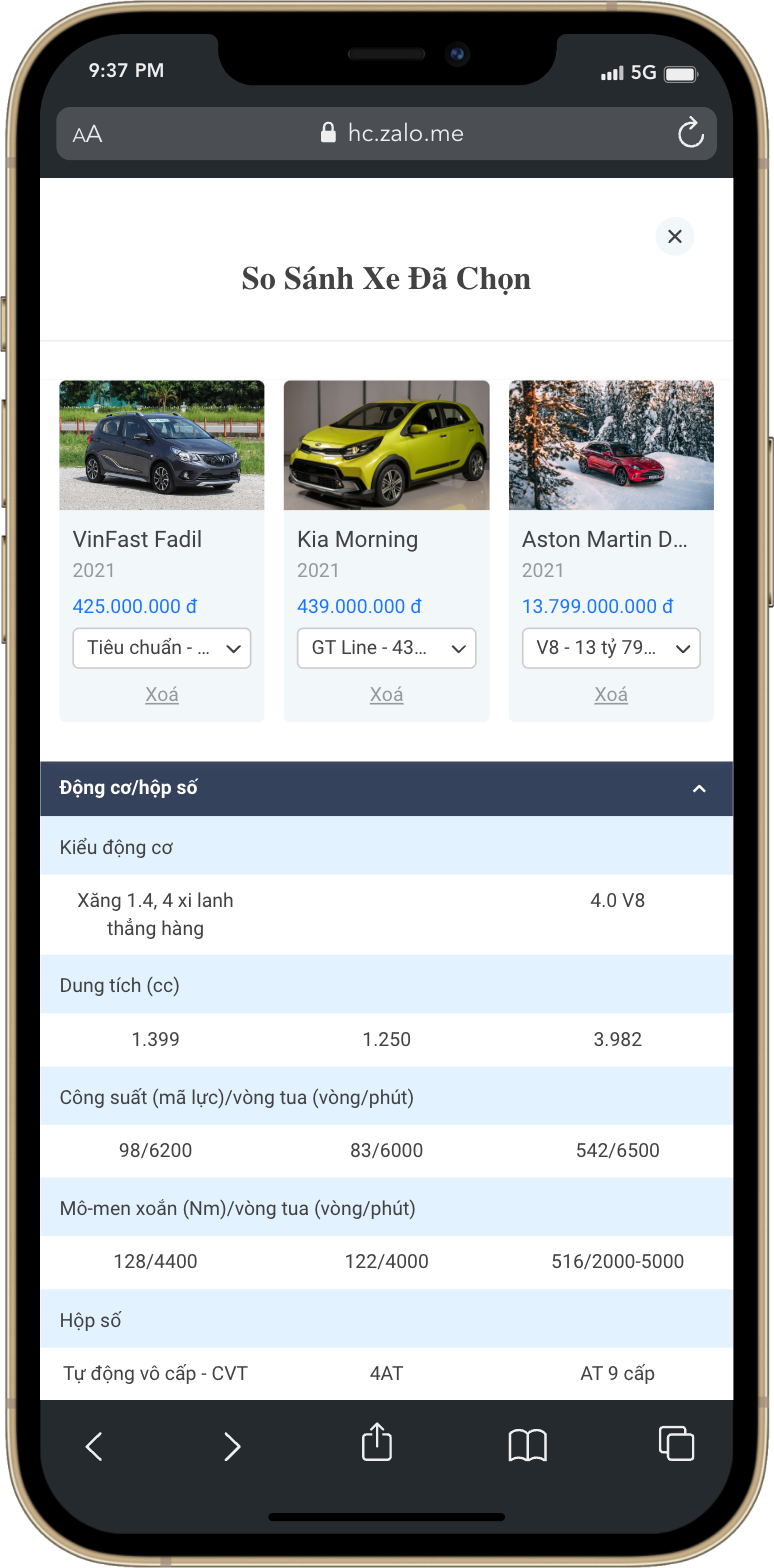 9:37 PM
5G
AA
hc.zalo.me
So Sánh Xe Đã Chọn
VinFast Fadil
2021
425.000.000 đ
Tiêu chuẩn - ...
Xoá
Kia Morning
2021
439.000.000 đ
GT Line - 43...
Xoá
Aston Martin D...
2021
13.799.000.000 đ
V8 - 13 tỷ 79...
Xoá
Động cơ/hộp số
Kiểu động cơ
Xăng 1.4, 4 xi lanh
thẳng hàng
4.0 V8
Dung tích (cc)
1.399 1.250 3.982
Công suất (mã lực)/vòng tua (vòng/phút)
98/6200 83/6000 542/6500
Mô-men xoắn (Nm)/vòng tua (vòng/phút)
128/4400 122/4000 516/2000-5000
Hộp số
Tự động vô cấp - CVT 4AT AT 9 cấp